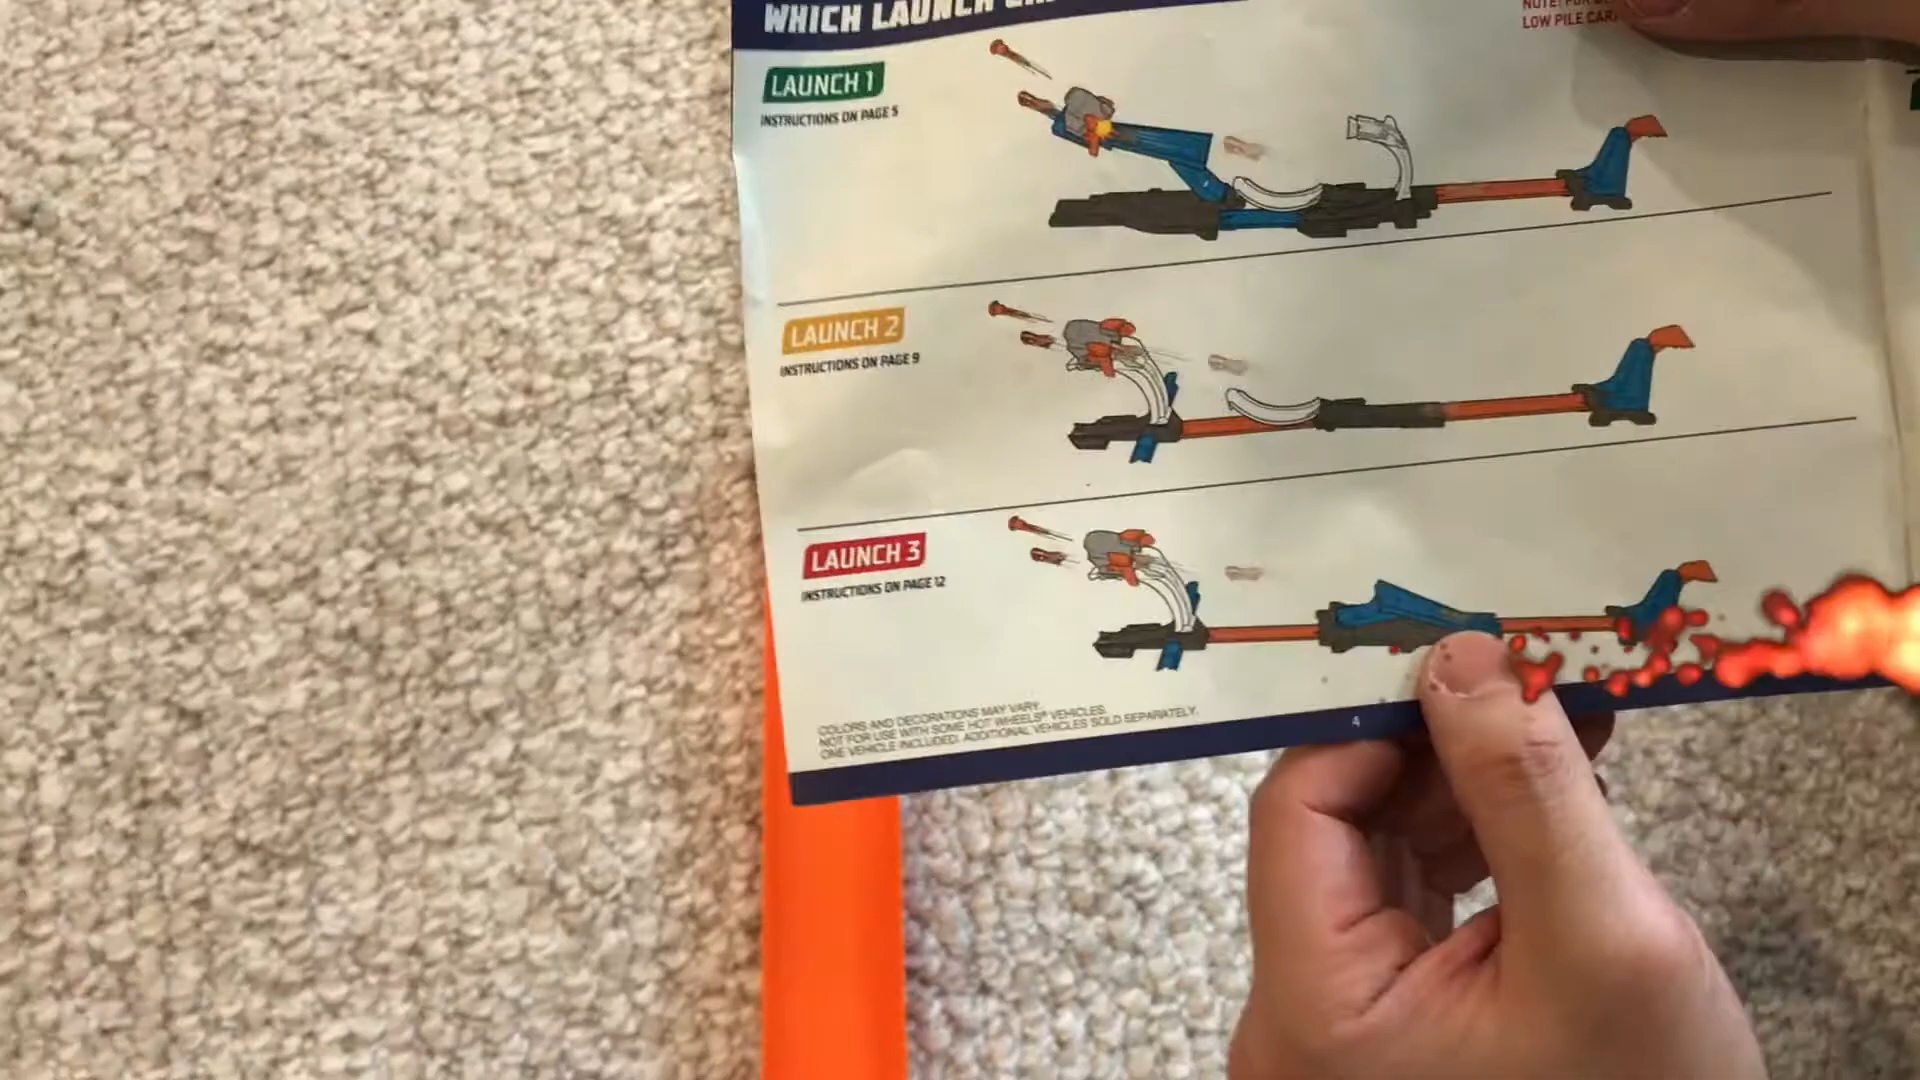 WHICH LAUNCH
NOTE: FOR
LOW PILE
LAUNCH 1
INSTRUCTIONS ON PAGE 5
LAUNCH 2
INSTRUCTIONS ON PAGE 9
LAUNCH 3
INSTRUCTIONS ON PAGE 12
COLORS AND DECORATIONS MAY VARY.
NOT FOR USE WITH SOME HOT WHEELS® VEHICLES.
ONE VEHICLE INCLUDED. ADDITIONAL VEHICLES SOLD SEPARATELY.
4